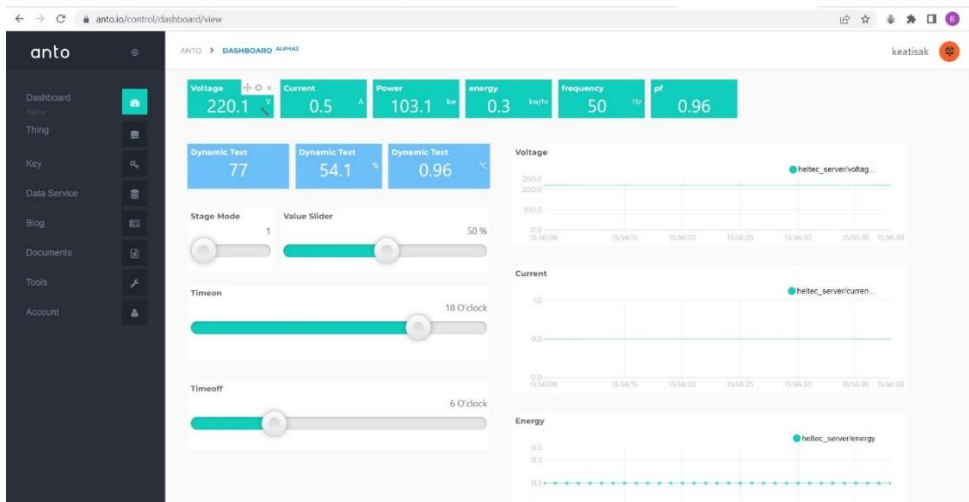 anto.io/control/dashboard/view
B
anto
ANTO > DASHBOARD ALPHA2
keatisak
Dashboard
Alpha
Thing
Key
Data Service
Blog
Documents
Tools
Account
Voltage
220.1 V
Current
0.5 A
Power
103.1 kw
energy
0.3 kw/hr
frequency
50 Hz
pf
0.96
Dynamic Text
77
Dynamic Text
54.1 %
Dynamic Text
0.96 °C
Stage Mode
1
Value Slider
50 %
Timeon
18 O'clock
Timeoff
6 O'clock
Voltage
heltec_server/voltag...
250.0
200.0
100.0
0.0
15:56:09 15:56:15 15:56:20 15:56:25 15:56:30 15:56:35 15:56:39
Current
heltec_server/curren...
1.0
0.5
0.0
15:56:09 15:56:15 15:56:20 15:56:25 15:56:30 15:56:35 15:56:39
Energy
heltec_server/energy
0.3
0.3
0.3